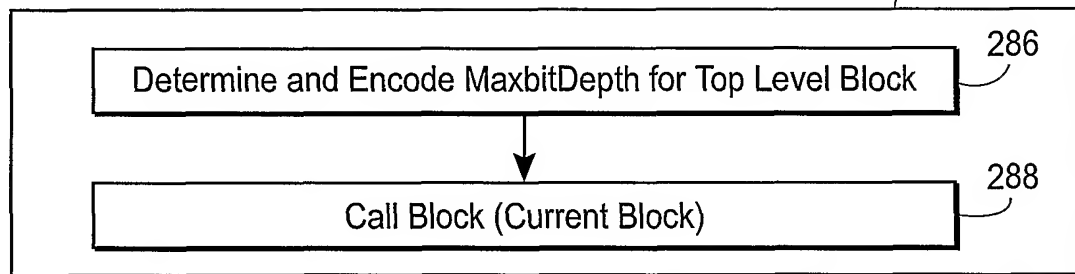 286
Determine and Encode MaxbitDepth for Top Level Block
288
Call Block (Current Block)